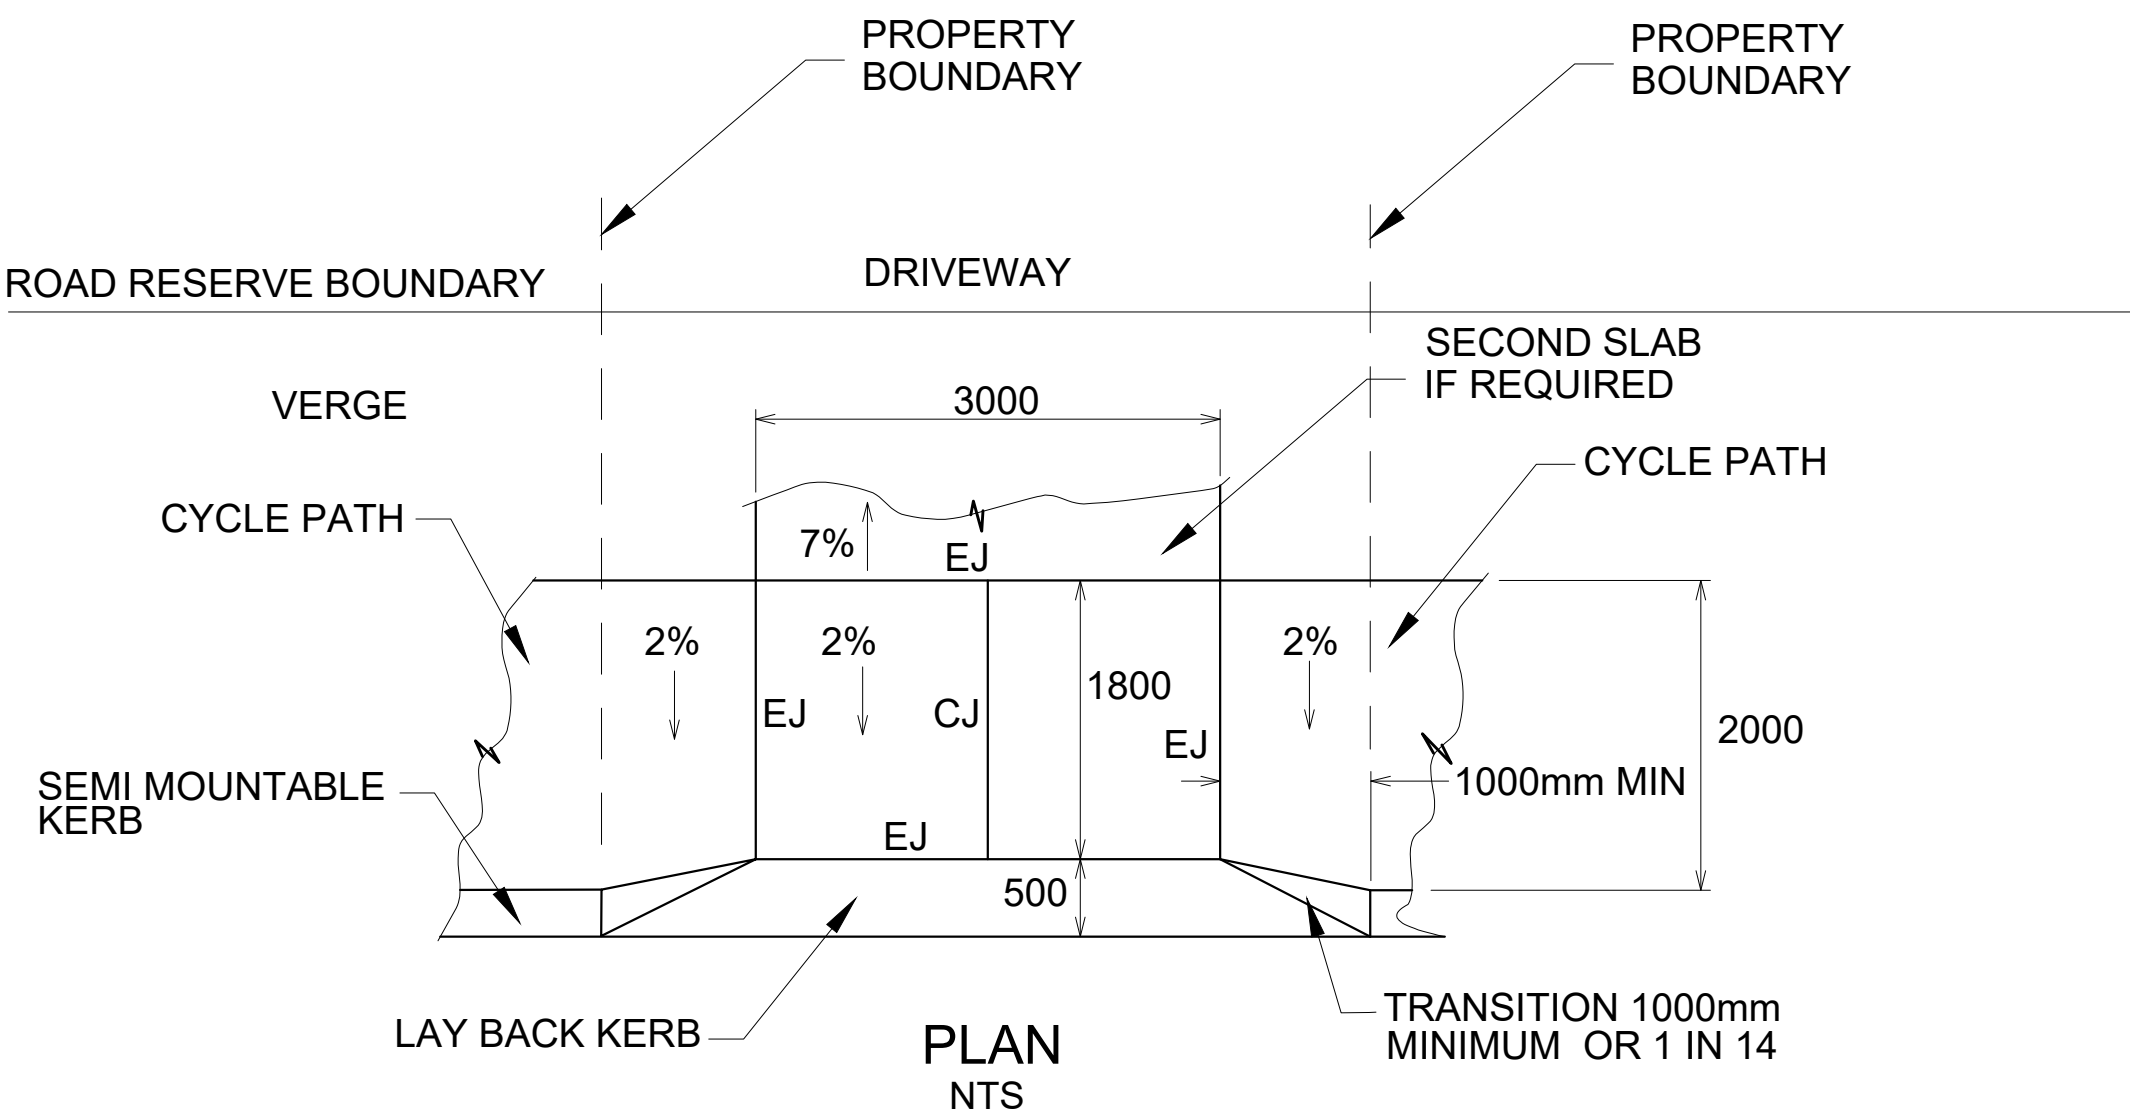 PROPERTY
BOUNDARY
PROPERTY
BOUNDARY
ROAD RESERVE BOUNDARY
DRIVEWAY
SECOND SLAB
IF REQUIRED
VERGE
3000
CYCLE PATH
CYCLE PATH
7%
EJ
2%
2%
2%
1800
EJ
CJ
EJ
2000
SEMI MOUNTABLE
KERB
1000mm MIN
EJ
500
LAY BACK KERB
TRANSITION 1000mm
MINIMUM OR 1 IN 14
PLAN
NTS